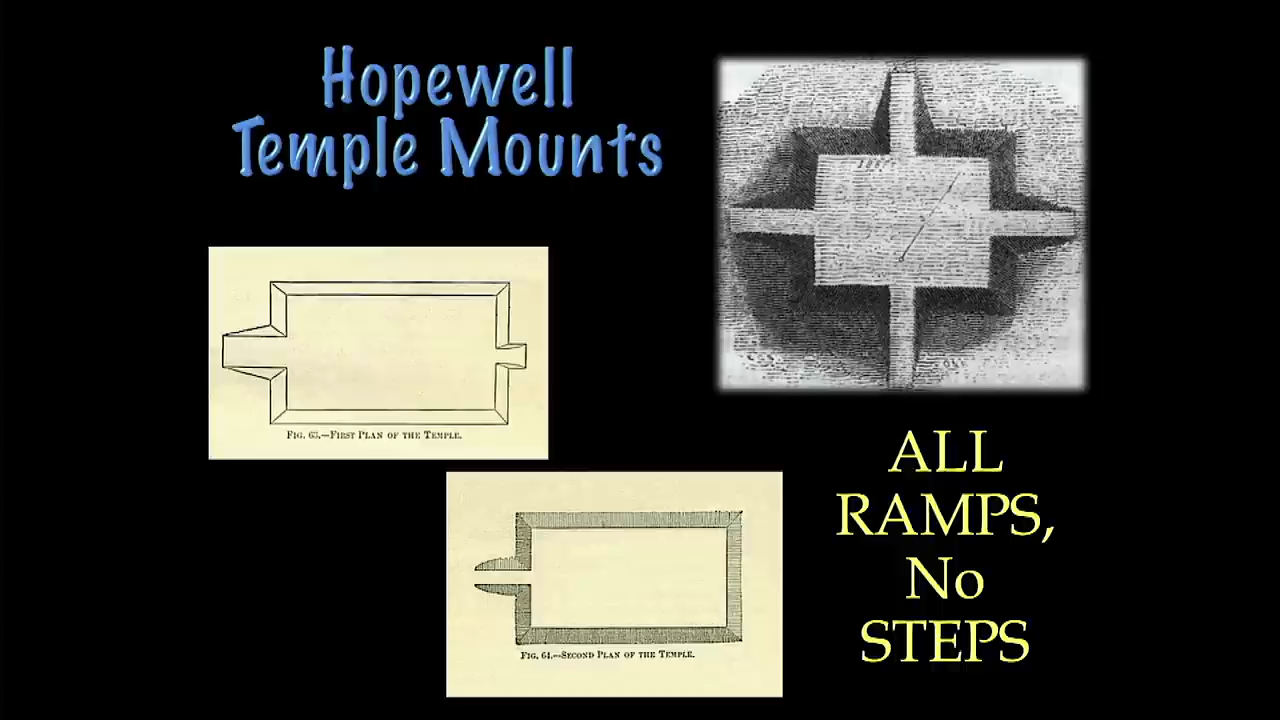 Hopewell
Temple Mounts
Fig. 63.—First Plan of the Temple.
Fig. 64.—Second Plan of the Temple.
ALL
RAMPS,
No
STEPS